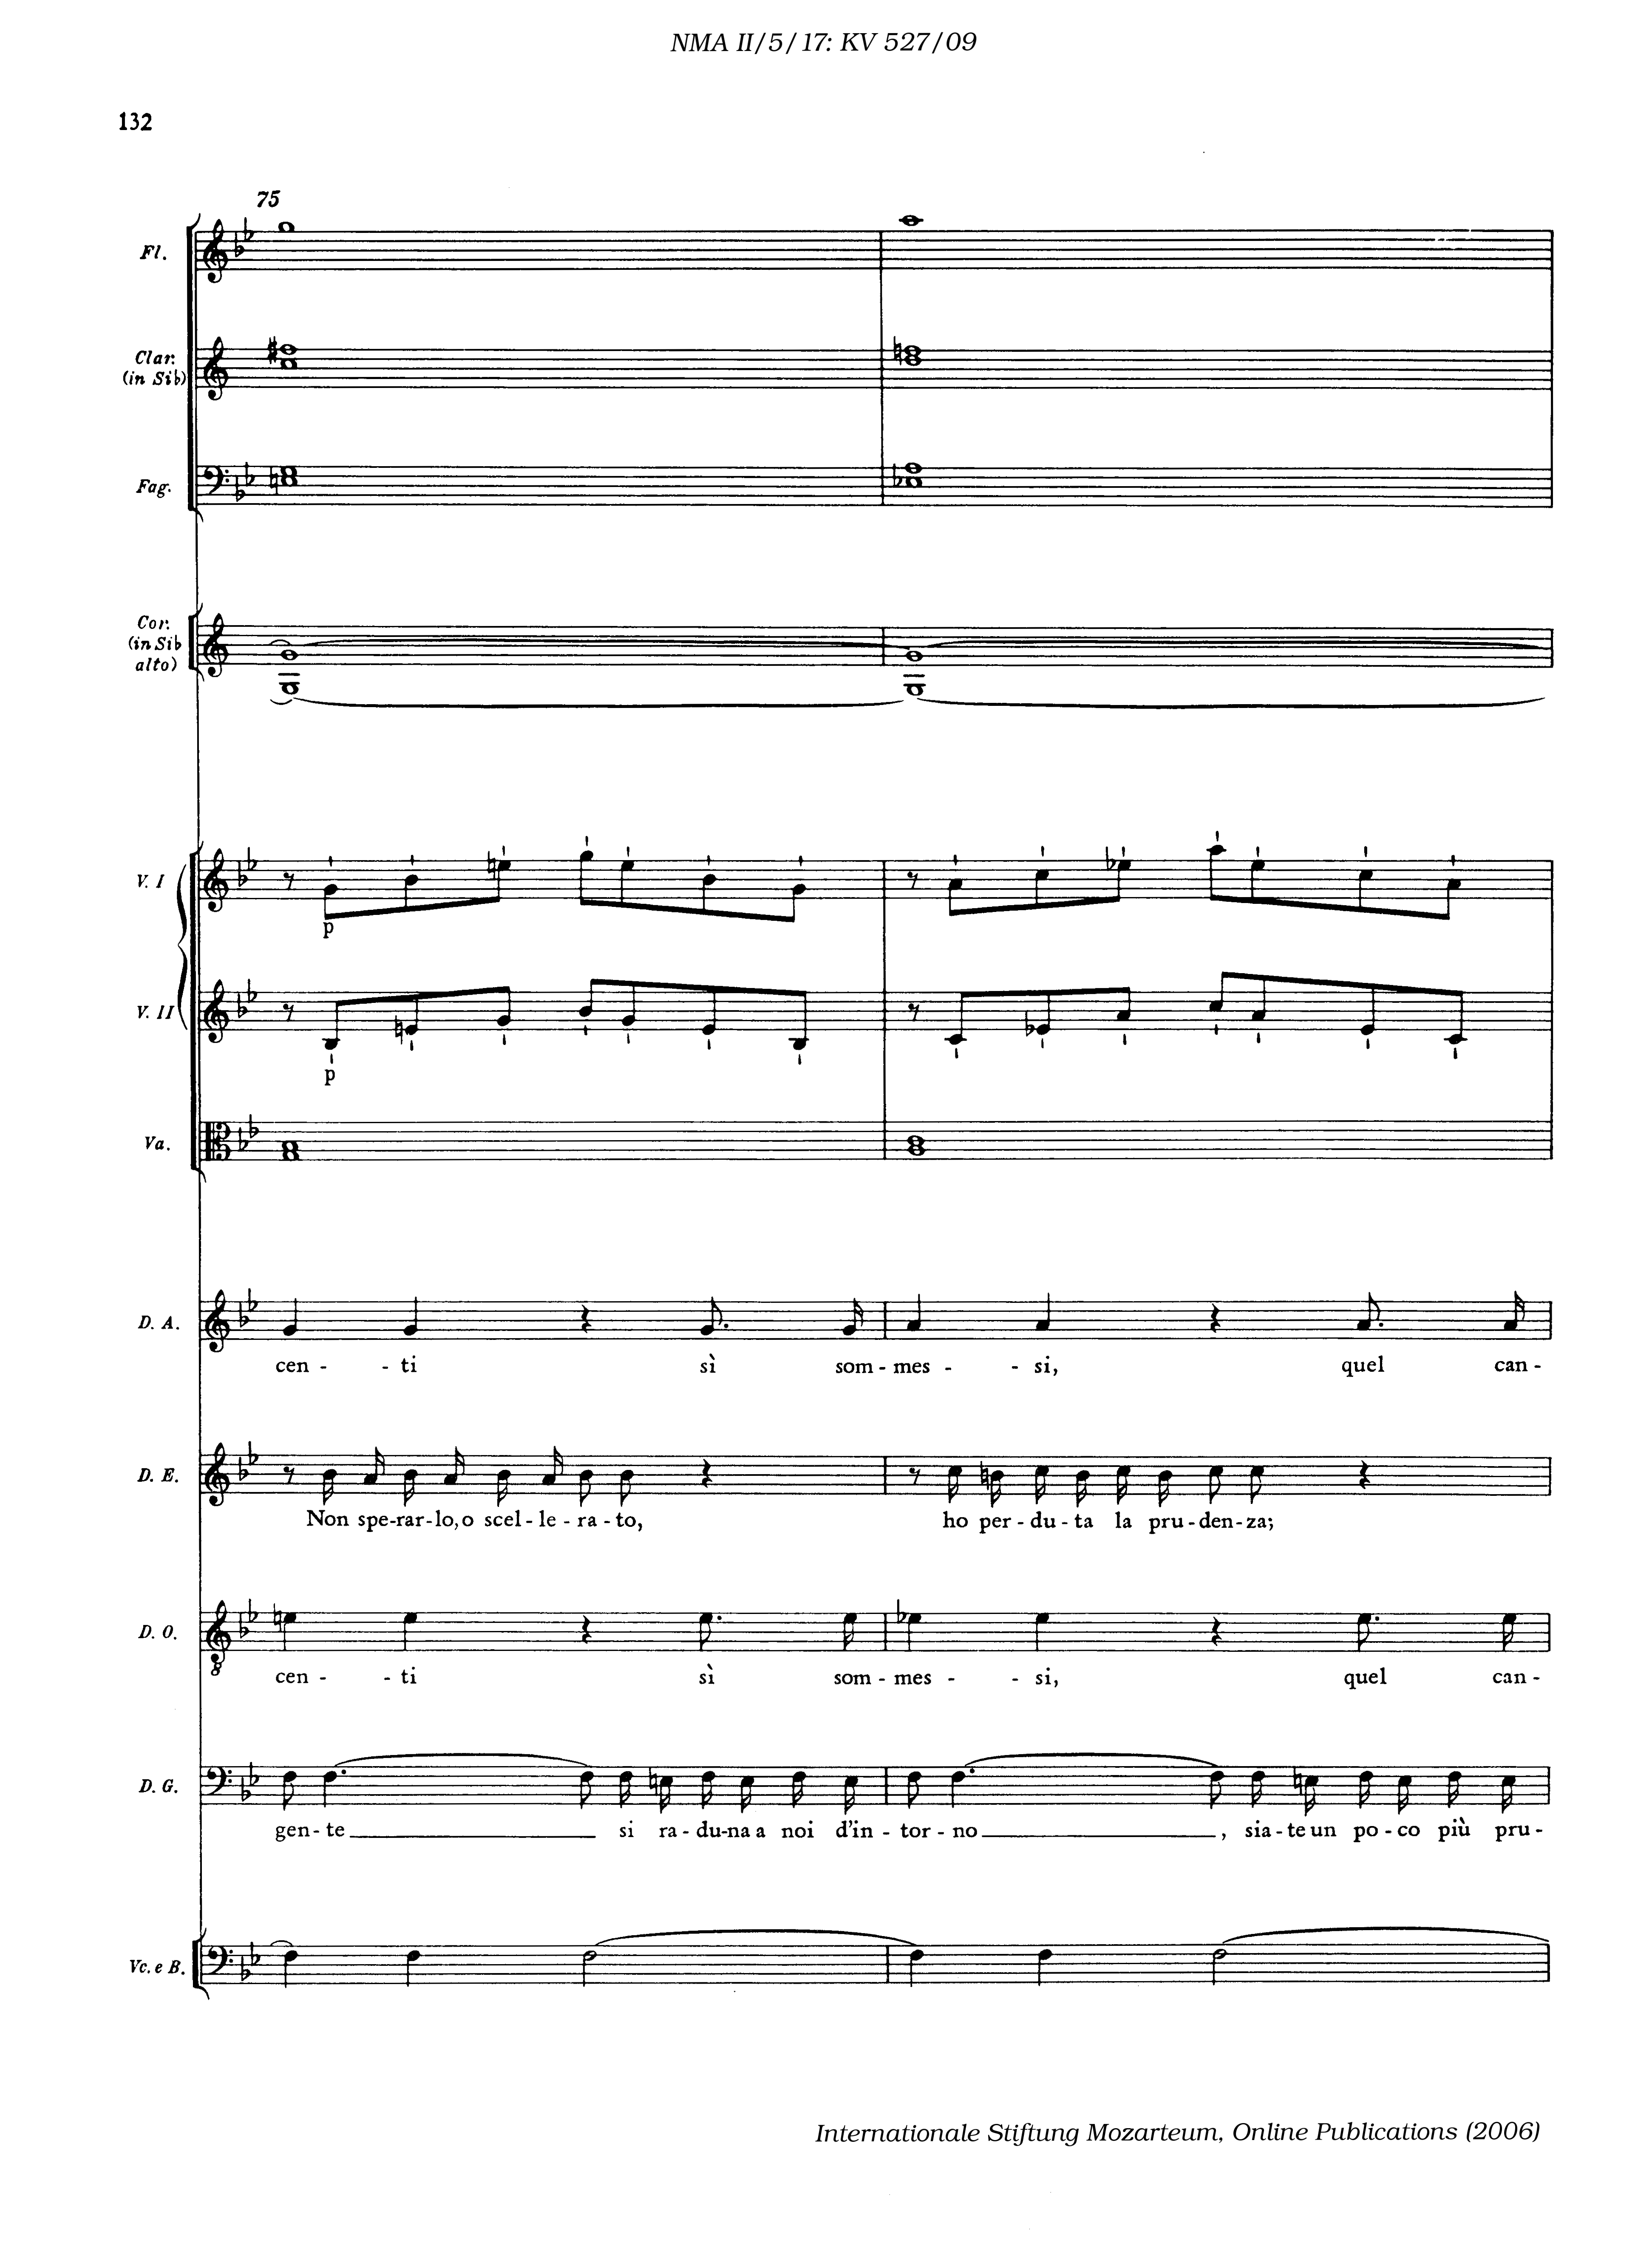 NMA II/5/17: KV 527/09
132
75
Fl.
Clar.
(in Sib)
Fag.
Cor.
(in Sib
alto)
V. I
p
V. II
p
Va.
D. A.
cen - - ti sì som - mes - - si, quel can -
D. E.
Non spe-rar-lo, o scel - le - ra - to, ho per - du - ta la pru - den - za;
D. O.
8
cen - - ti sì som - mes - - si, quel can -
D. G.
gen - te si ra - du-na a noi d'in - tor - no , sia - te un po - co più pru -
Vc. e B.
Internationale Stiftung Mozarteum, Online Publications (2006)